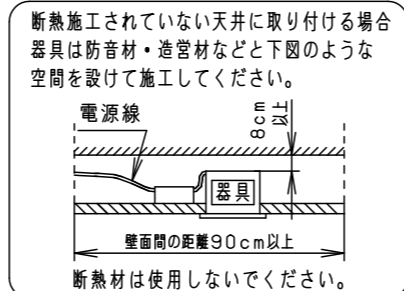 断熱施工されていない天井に取り付ける場合
器具は防音材・造営材などと下図のような
空間を設けて施工してください。
電源線
8cm
以上
器具
壁面間の距離90cm以上
断熱材は使用しないでください。